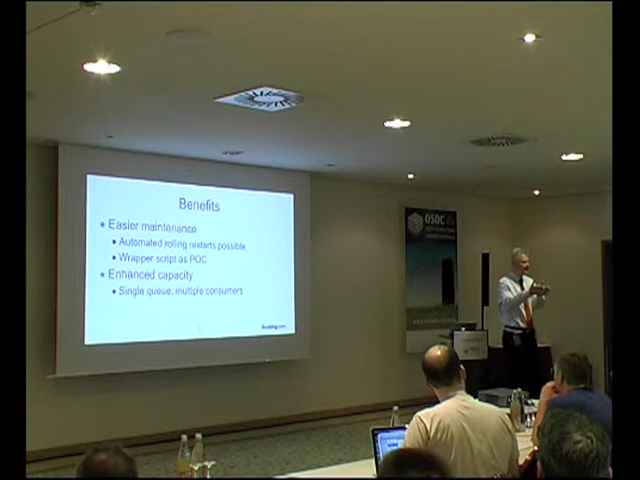 Benefits
• Easier maintenance
• Automated rolling restarts possible
• Wrapper script as POC
• Enhanced capacity
• Single queue, multiple consumers
Booking.com
OSDC